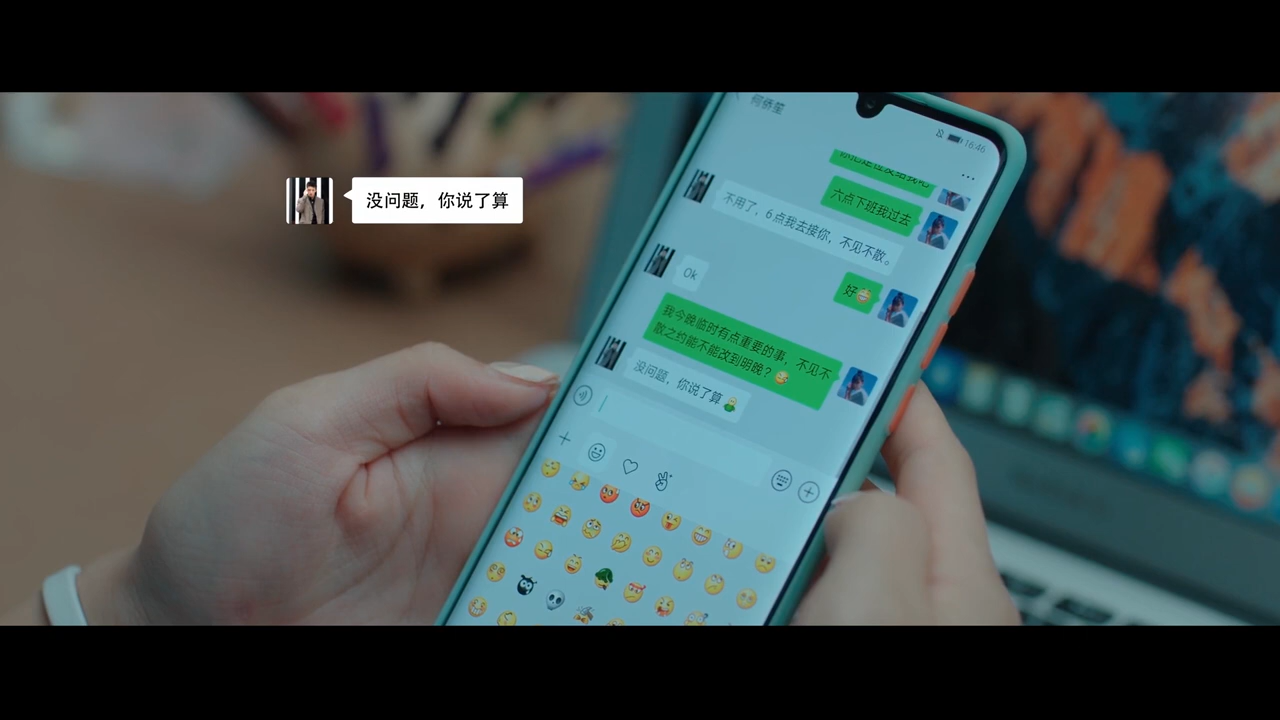 没问题，你说了算
何侨笙
16:46
六点下班我过去
不用了，6点我去接你，不见不散。
好
Ok
我今晚临时有点重要的事，不见不
散之约能不能改到明晚？
没问题，你说了算